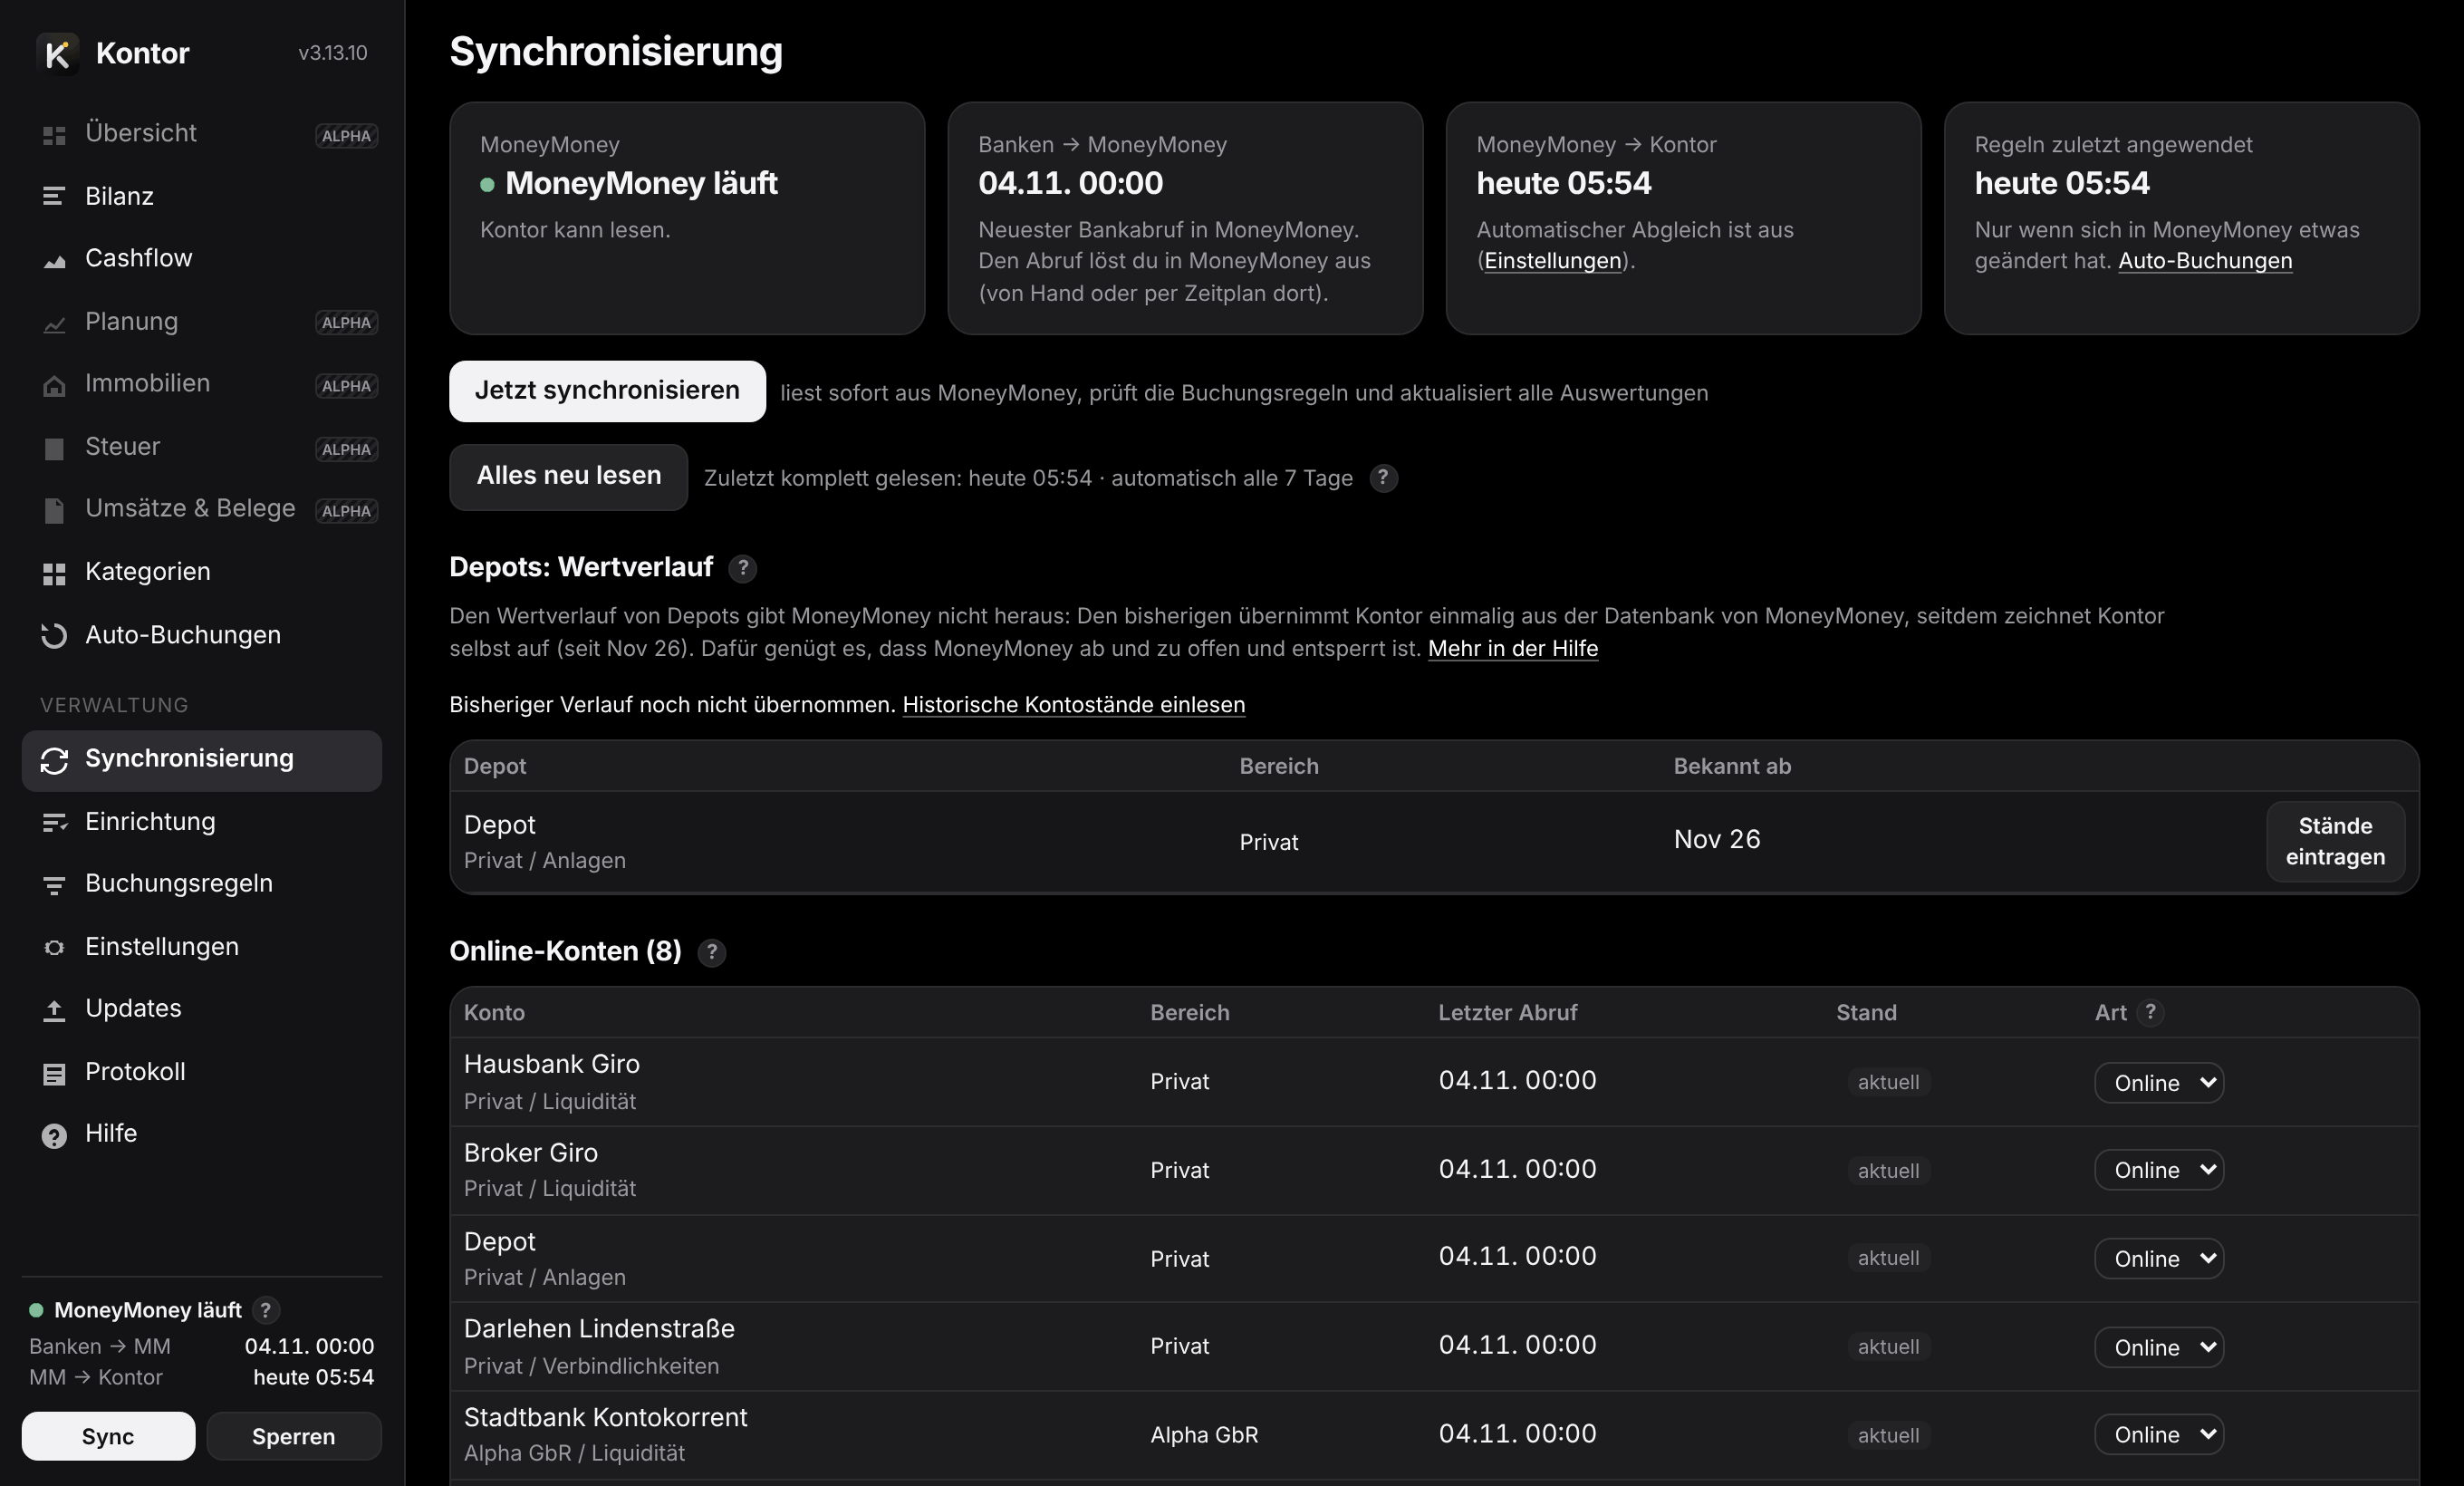 Kontor
v3.13.10
Übersicht ALPHA
Bilanz
Cashflow
Planung ALPHA
Immobilien ALPHA
Steuer ALPHA
Umsätze & Belege ALPHA
Kategorien
Auto-Buchungen
VERWALTUNG
Synchronisierung
Einrichtung
Buchungsregeln
Einstellungen
Updates
Protokoll
Hilfe
MoneyMoney läuft ?
Banken → MM 04.11. 00:00
MM → Kontor heute 05:54
Sync Sperren
Synchronisierung
MoneyMoney
MoneyMoney läuft
Kontor kann lesen.
Banken → MoneyMoney
04.11. 00:00
Neuester Bankabruf in MoneyMoney.
Den Abruf löst du in MoneyMoney aus
(von Hand oder per Zeitplan dort).
MoneyMoney → Kontor
heute 05:54
Automatischer Abgleich ist aus
(Einstellungen).
Regeln zuletzt angewendet
heute 05:54
Nur wenn sich in MoneyMoney etwas
geändert hat. Auto-Buchungen
Jetzt synchronisieren liest sofort aus MoneyMoney, prüft die Buchungsregeln und aktualisiert alle Auswertungen
Alles neu lesen Zuletzt komplett gelesen: heute 05:54 · automatisch alle 7 Tage ?
Depots: Wertverlauf ?
Den Wertverlauf von Depots gibt MoneyMoney nicht heraus: Den bisherigen übernimmt Kontor einmalig aus der Datenbank von MoneyMoney, seitdem zeichnet Kontor
selbst auf (seit Nov 26). Dafür genügt es, dass MoneyMoney ab und zu offen und entsperrt ist. Mehr in der Hilfe
Bisheriger Verlauf noch nicht übernommen. Historische Kontostände einlesen
Depot Bereich Bekannt ab
Depot
Privat / Anlagen
Privat
Nov 26
Stände
eintragen
Online-Konten (8) ?
Konto Bereich Letzter Abruf Stand Art ?
Hausbank Giro
Privat / Liquidität
Privat 04.11. 00:00 aktuell Online
Broker Giro
Privat / Liquidität
Privat 04.11. 00:00 aktuell Online
Depot
Privat / Anlagen
Privat 04.11. 00:00 aktuell Online
Darlehen Lindenstraße
Privat / Verbindlichkeiten
Privat 04.11. 00:00 aktuell Online
Stadtbank Kontokorrent
Alpha GbR / Liquidität
Alpha GbR 04.11. 00:00 aktuell Online